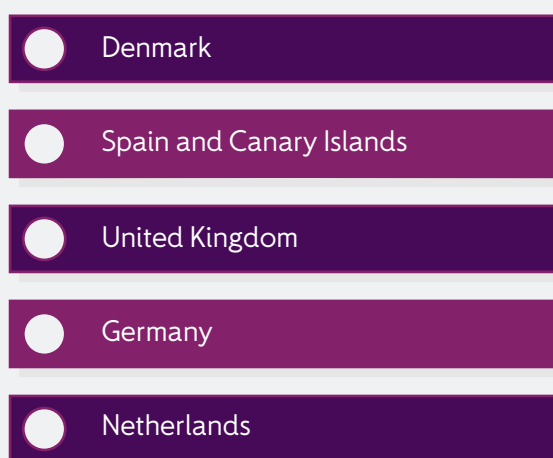 Denmark
Spain and Canary Islands
United Kingdom
Germany
Netherlands